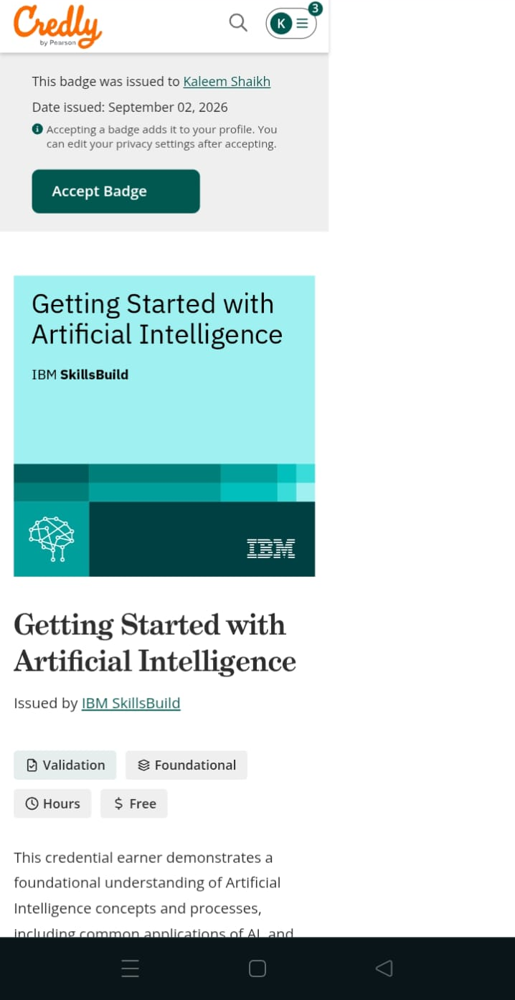 Credly
by Pearson
K
3
This badge was issued to Kaleem Shaikh
Date issued: September 02, 2026
Accepting a badge adds it to your profile. You
can edit your privacy settings after accepting.
Accept Badge
Getting Started with
Artificial Intelligence
IBM SkillsBuild
IBM
Getting Started with
Artificial Intelligence
Issued by IBM SkillsBuild
Validation
Foundational
Hours
$ Free
This credential earner demonstrates a
foundational understanding of Artificial
Intelligence concepts and processes,
including common applications of AI, and